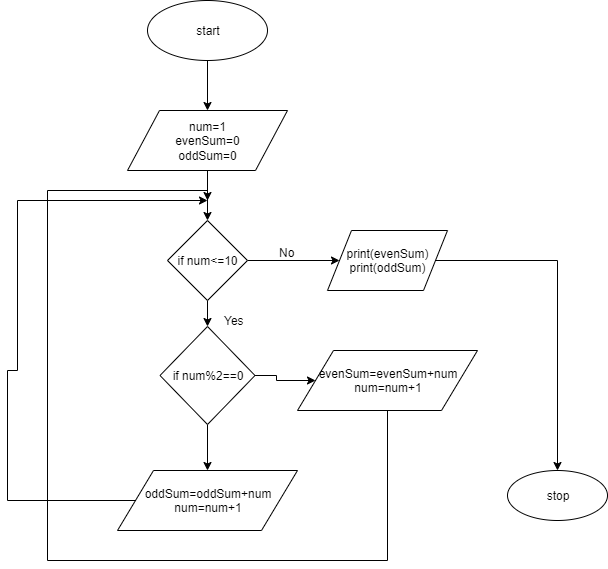 start
num=1
evenSum=0
oddSum=0
if num<=10
No
print(evenSum)
print(oddSum)
Yes
if num%2==0
evenSum=evenSum+num
num=num+1
oddSum=oddSum+num
num=num+1
stop